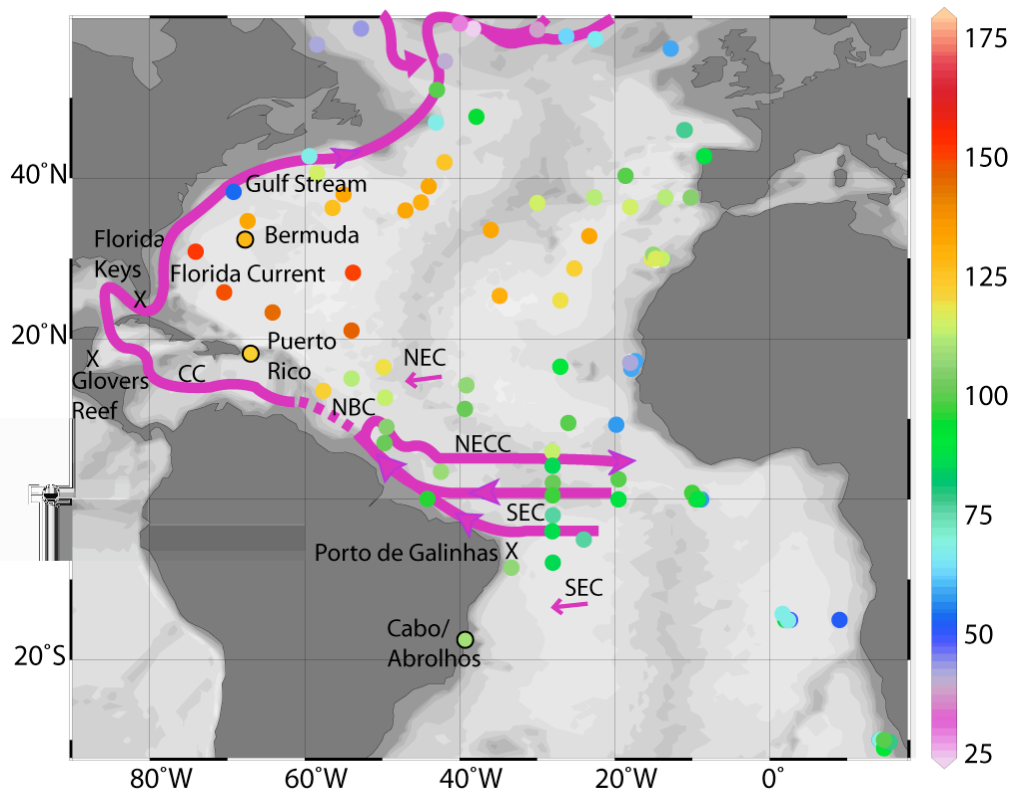 175
150
125
100
75
50
25
40°N
20°N
20°S
Gulf Stream
Bermuda
Florida
Keys
Florida Current
X
X
Glovers
Reef
CC
Puerto
Rico
NEC
NBC
NECC
SEC
Porto de Galinhas X
SEC
Cabo/
Abrolhos
80°W
60°W
40°W
20°W
0°